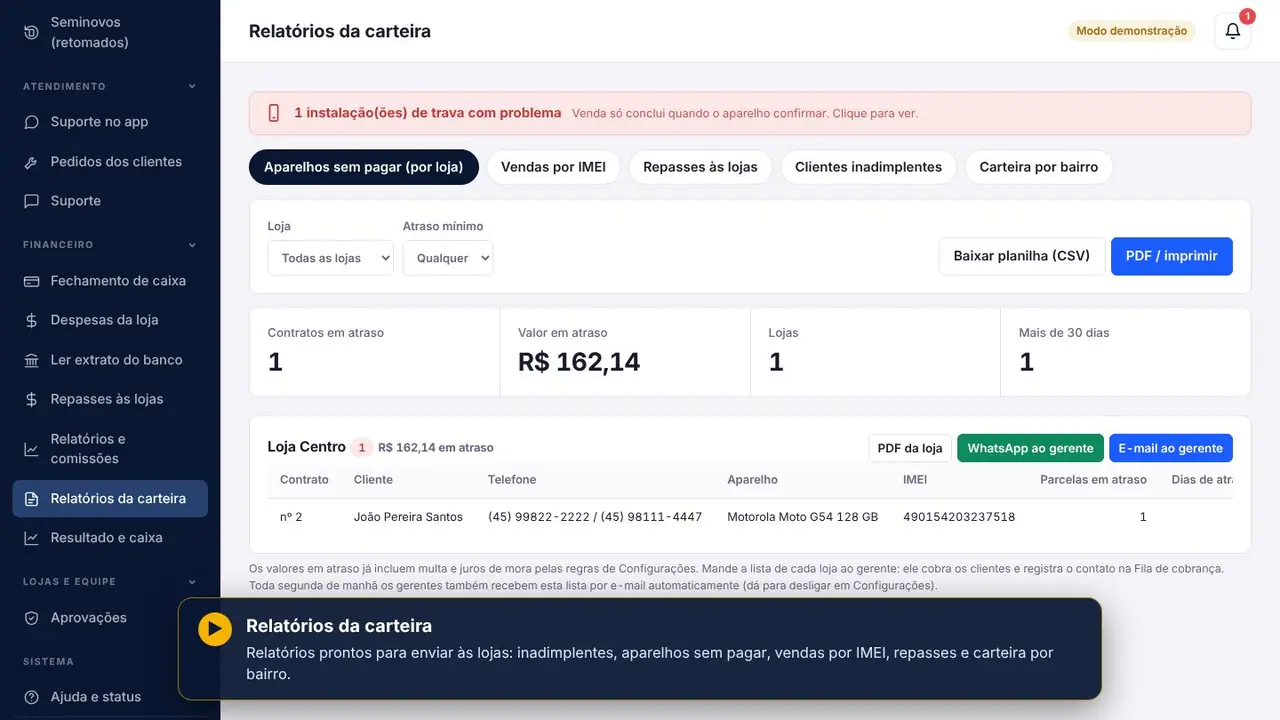 Seminovos
(retomados)
ATENDIMENTO
Suporte no app
Pedidos dos clientes
Suporte
FINANCEIRO
Fechamento de caixa
Despesas da loja
Ler extrato do banco
Repasses às lojas
Relatórios e
comissões
Relatórios da carteira
Resultado e caixa
LOJAS E EQUIPE
Aprovações
SISTEMA
Ajuda e status
Relatórios da carteira
Modo demonstração
1
1 instalação(ões) de trava com problema Venda só conclui quando o aparelho confirmar. Clique para ver.
Aparelhos sem pagar (por loja) Vendas por IMEI Repasses às lojas Clientes inadimplentes Carteira por bairro
Loja Atraso mínimo
Todas as lojas Qualquer Baixar planilha (CSV) PDF / imprimir
Contratos em atraso Valor em atraso Lojas Mais de 30 dias
1 R$ 162,14 1 1
Loja Centro 1 R$ 162,14 em atraso PDF da loja WhatsApp ao gerente E-mail ao gerente
Contrato Cliente Telefone Aparelho IMEI Parcelas em atraso Dias de atr
nº 2 João Pereira Santos (45) 99822-2222 / (45) 98111-4447 Motorola Moto G54 128 GB 490154203237518 1
Os valores em atraso já incluem multa e juros de mora pelas regras de Configurações. Mande a lista de cada loja ao gerente: ele cobra os clientes e registra o contato na Fila de cobrança.
Toda segunda de manhã os gerentes também recebem esta lista por e-mail automaticamente (dá para desligar em Configurações).
Relatórios da carteira
Relatórios prontos para enviar às lojas: inadimplentes, aparelhos sem pagar, vendas por IMEI, repasses e carteira por
bairro.